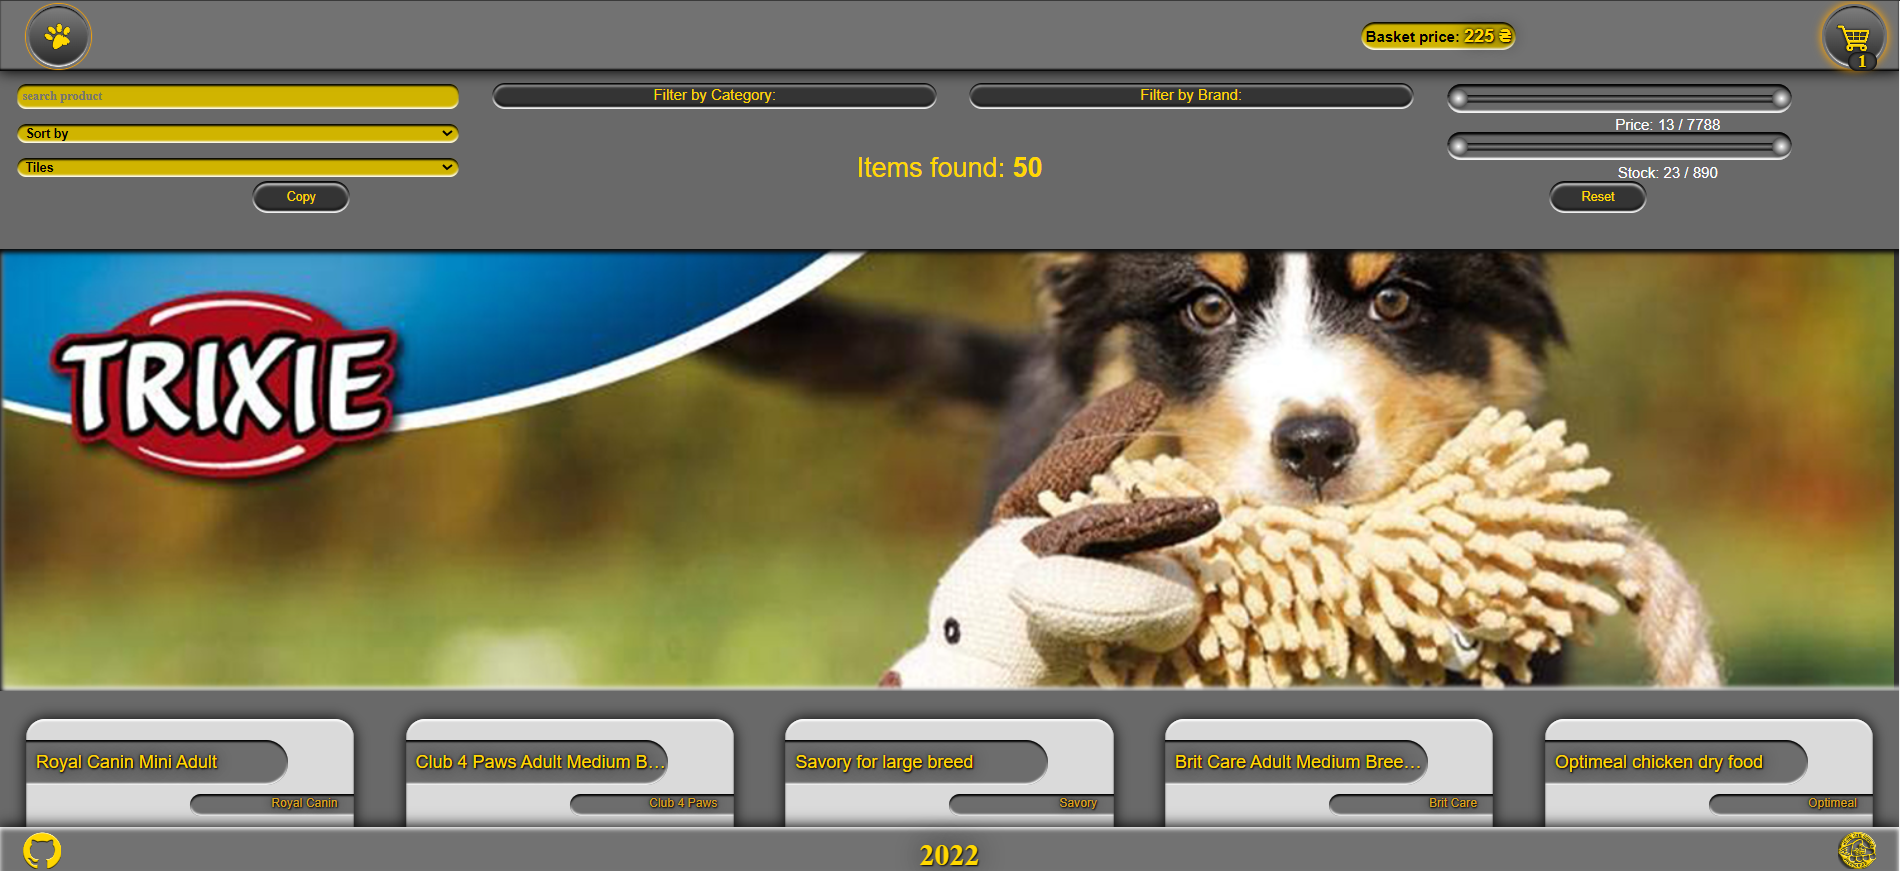 Basket price: 225 ₴
1
search product
Sort by
Tiles
Copy
Filter by Category:
Filter by Brand:
Items found: 50
Price: 13 / 7788
Stock: 23 / 890
Reset
TRIXIE
Royal Canin Mini Adult
Royal Canin
Club 4 Paws Adult Medium B...
Club 4 Paws
Savory for large breed
Savory
Brit Care Adult Medium Bree...
Brit Care
Optimeal chicken dry food
Optimeal
2022